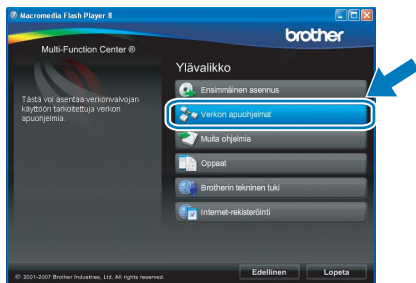 Macromedia Flash Player 8
brother
Multi-Function Center ®
Ylävalikko
Tästä voi asentaa verkonvalvojan
käyttöön tarkoitettuja verkon
apuohjelmia.
Ensimmäinen asennus
Verkon apuohjelmat
Muita ohjelmia
Oppaat
Brotherin tekninen tuki
Internet-rekisteröinti
© 2001-2007 Brother Industries, Ltd. All rights reserved.
Edellinen
Lopeta